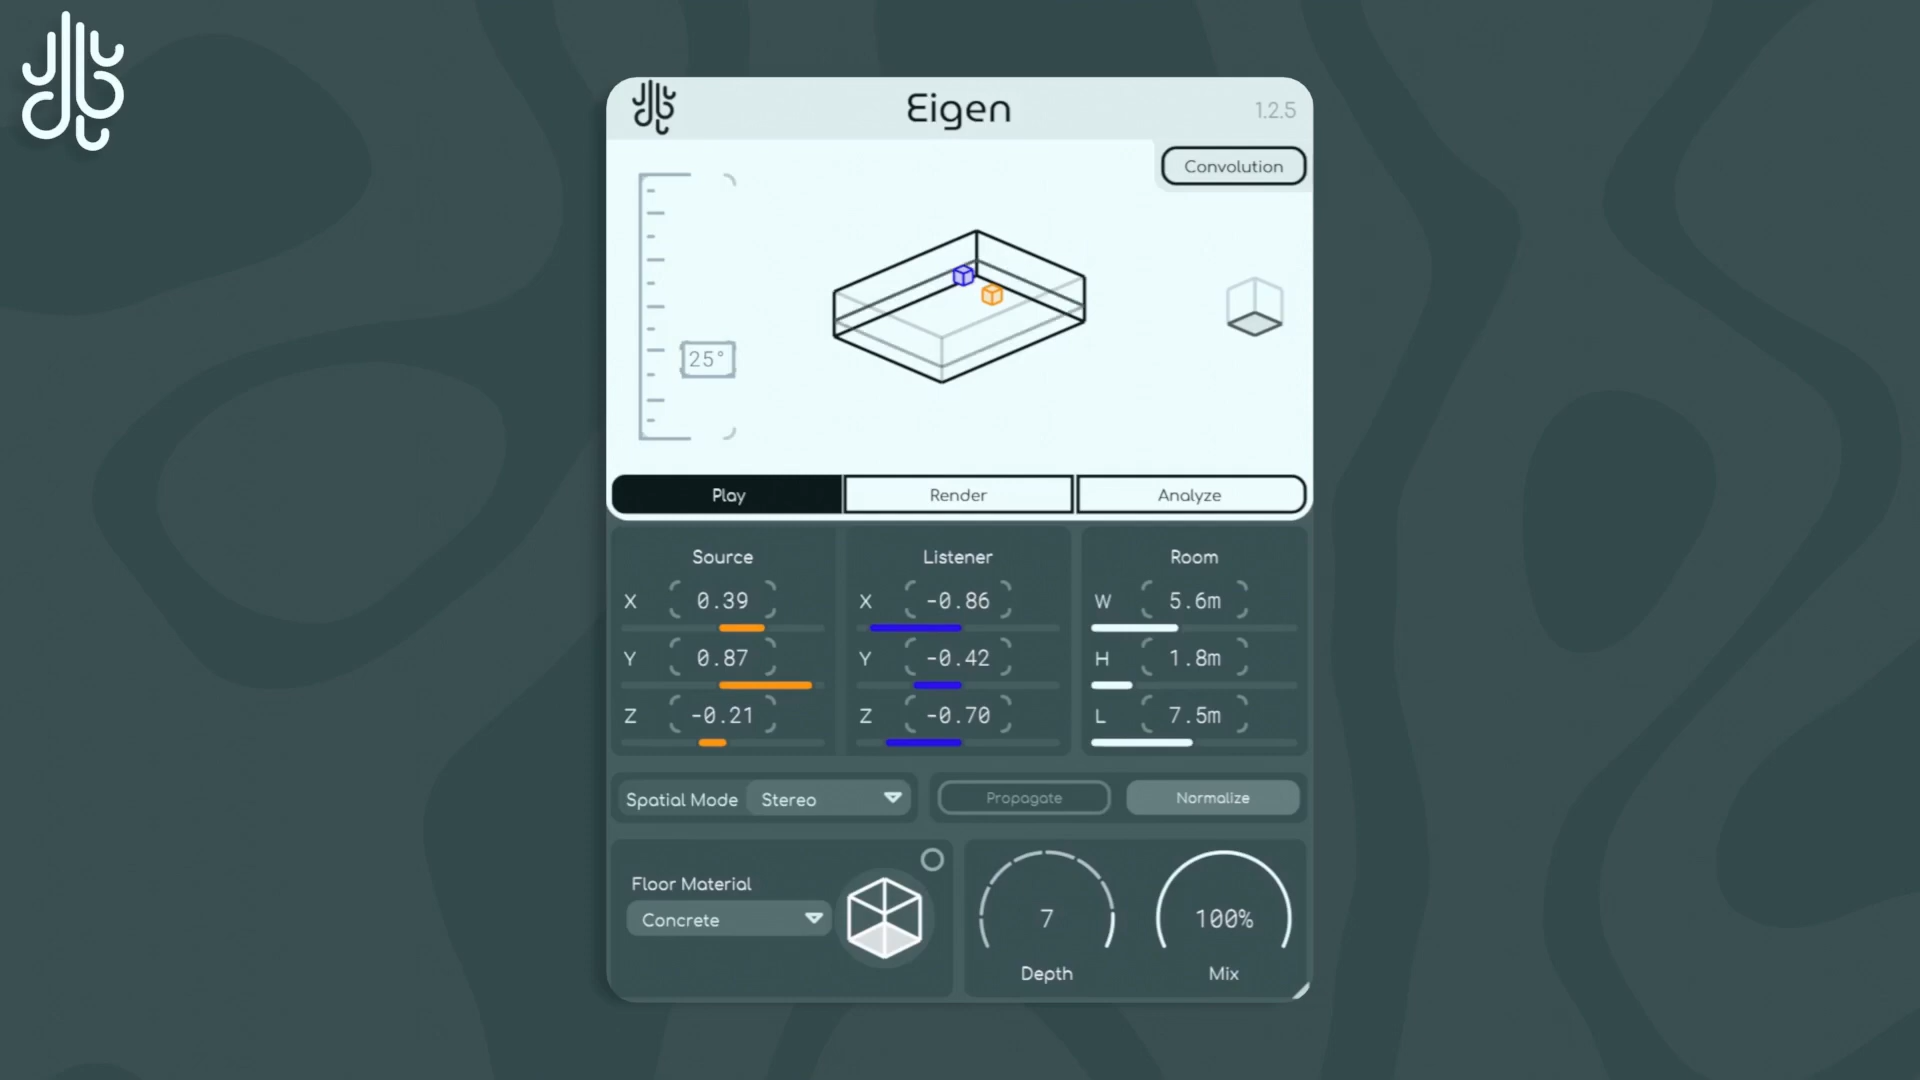 Eigen
1.2.5
Convolution
25°
Play
Render
Analyze
Source
Listener
Room
X 0.39
X -0.86
W 5.6m
Y 0.87
Y -0.42
H 1.8m
Z -0.21
Z -0.70
L 7.5m
Spatial Mode Stereo
Propagate
Normalize
Floor Material
Concrete
7
100%
Depth
Mix